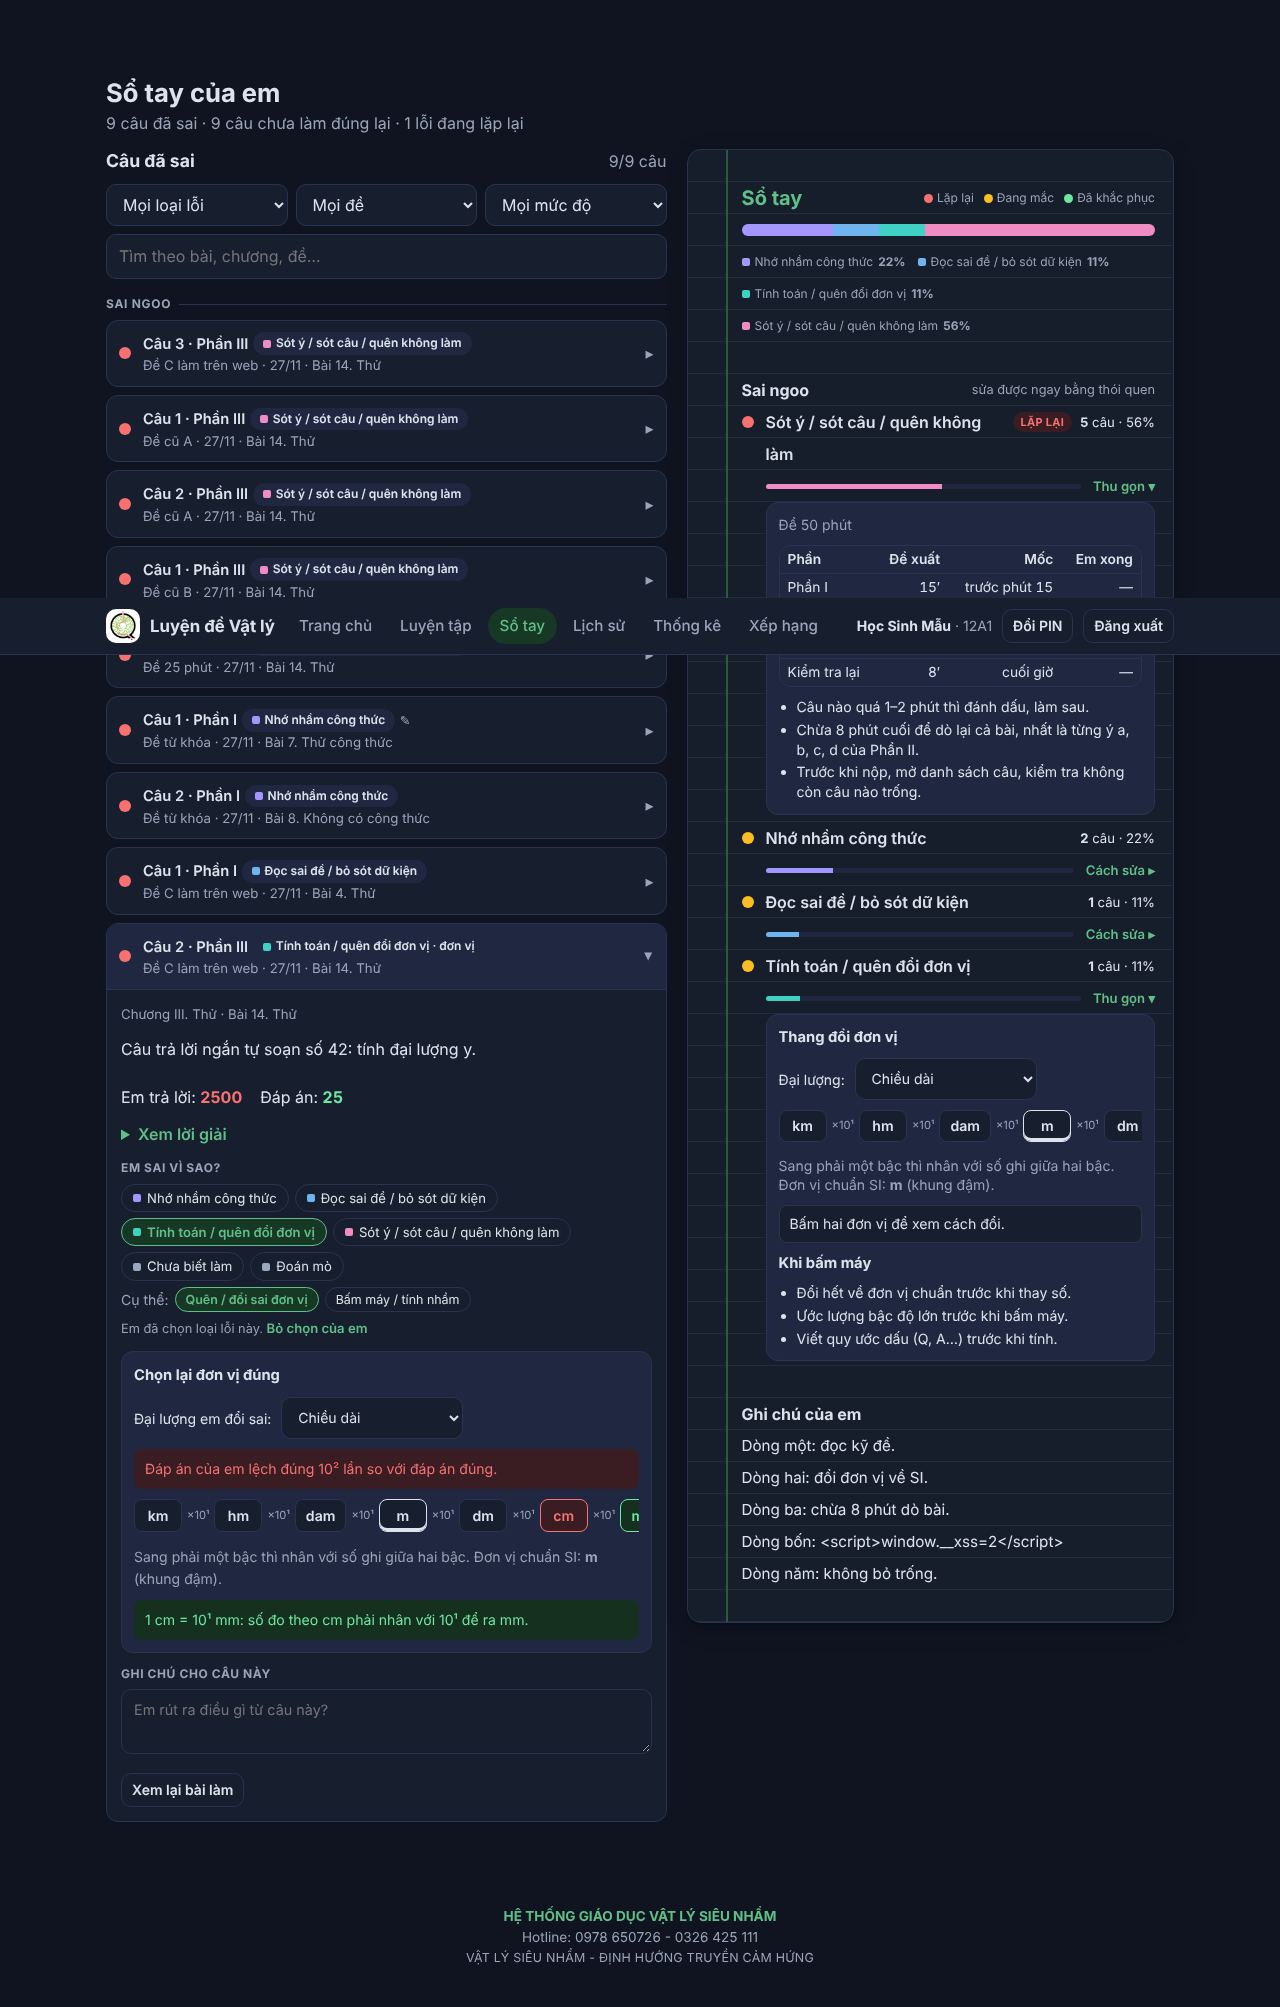 Sổ tay của em
9 câu đã sai · 9 câu chưa làm đúng lại · 1 lỗi đang lặp lại
Câu đã sai
9/9 câu
Mọi loại lỗi
Mọi đề
Mọi mức độ
Tìm theo bài, chương, đề...
SAI NGOO
Câu 3 · Phần III
Sót ý / sót câu / quên không làm
Đề C làm trên web · 27/11 · Bài 14. Thử
▸
Câu 1 · Phần III
Sót ý / sót câu / quên không làm
Đề cũ A · 27/11 · Bài 14. Thử
▸
Câu 2 · Phần III
Sót ý / sót câu / quên không làm
Đề cũ A · 27/11 · Bài 14. Thử
▸
Câu 1 · Phần III
Sót ý / sót câu / quên không làm
Đề cũ B · 27/11 · Bài 14. Thử
▸
Luyện đề Vật lý
Trang chủ
Luyện tập
Sổ tay
Lịch sử
Thống kê
Xếp hạng
Học Sinh Mẫu · 12A1
Đổi PIN
Đăng xuất
Đề 25 phút · 27/11 · Bài 14. Thử
Câu 1 · Phần I
Nhớ nhầm công thức
✎
Đề từ khóa · 27/11 · Bài 7. Thử công thức
▸
Câu 2 · Phần I
Nhớ nhầm công thức
Đề từ khóa · 27/11 · Bài 8. Không có công thức
▸
Câu 1 · Phần I
Đọc sai đề / bỏ sót dữ kiện
Đề C làm trên web · 27/11 · Bài 4. Thử
▸
Câu 2 · Phần III
Tính toán / quên đổi đơn vị · đơn vị
Đề C làm trên web · 27/11 · Bài 14. Thử
▾
Chương III. Thử · Bài 14. Thử
Câu trả lời ngắn tự soạn số 42: tính đại lượng y.
Em trả lời: 2500 Đáp án: 25
▶ Xem lời giải
EM SAI VÌ SAO?
Nhớ nhầm công thức
Đọc sai đề / bỏ sót dữ kiện
Tính toán / quên đổi đơn vị
Sót ý / sót câu / quên không làm
Chưa biết làm
Đoán mò
Cụ thể:
Quên / đổi sai đơn vị
Bấm máy / tính nhầm
Em đã chọn loại lỗi này. Bỏ chọn của em
Chọn lại đơn vị đúng
Đại lượng em đổi sai:
Chiều dài
Đáp án của em lệch đúng 10² lần so với đáp án đúng.
km ×10¹ hm ×10¹ dam ×10¹ m ×10¹ dm ×10¹ cm ×10¹
Sang phải một bậc thì nhân với số ghi giữa hai bậc. Đơn vị chuẩn SI: m
(khung đậm).
1 cm = 10¹ mm: số đo theo cm phải nhân với 10¹ để ra mm.
GHI CHÚ CHO CÂU NÀY
Em rút ra điều gì từ câu này?
Xem lại bài làm
Sổ tay
Lặp lại
Đang mắc
Đã khắc phục
Nhớ nhầm công thức 22%
Đọc sai đề / bỏ sót dữ kiện 11%
Tính toán / quên đổi đơn vị 11%
Sót ý / sót câu / quên không làm 56%
Sai ngoo
sửa được ngay bằng thói quen
Sót ý / sót câu / quên không
làm
LẶP LẠI
5 câu · 56%
Thu gọn ▾
Đề 50 phút
Phần Đề xuất Mốc Em xong
Phần I 15′ trước phút 15 —
Kiểm tra lại 8′ cuối giờ —
• Câu nào quá 1–2 phút thì đánh dấu, làm sau.
• Chừa 8 phút cuối để dò lại cả bài, nhất là từng ý a,
b, c, d của Phần II.
• Trước khi nộp, mở danh sách câu, kiểm tra không
còn câu nào trống.
Nhớ nhầm công thức
2 câu · 22%
Cách sửa ▸
Đọc sai đề / bỏ sót dữ kiện
1 câu · 11%
Cách sửa ▸
Tính toán / quên đổi đơn vị
1 câu · 11%
Thu gọn ▾
Thang đổi đơn vị
Đại lượng:
Chiều dài
km ×10¹ hm ×10¹ dam ×10¹ m ×10¹ dm
Sang phải một bậc thì nhân với số ghi giữa hai bậc.
Đơn vị chuẩn SI: m (khung đậm).
Bấm hai đơn vị để xem cách đổi.
Khi bấm máy
• Đổi hết về đơn vị chuẩn trước khi thay số.
• Ước lượng bậc độ lớn trước khi bấm máy.
• Viết quy ước dấu (Q, A...) trước khi tính.
Ghi chú của em
Dòng một: đọc kỹ đề.
Dòng hai: đổi đơn vị về SI.
Dòng ba: chừa 8 phút dò bài.
Dòng bốn: &lt;script&gt;window.__xss=2&lt;/script&gt;
Dòng năm: không bỏ trống.
HỆ THỐNG GIÁO DỤC VẬT LÝ SIÊU NHẦM
Hotline: 0978 650726 - 0326 425 111
VẬT LÝ SIÊU NHẦM - ĐỊNH HƯỚNG TRUYỀN CẢM HỨNG